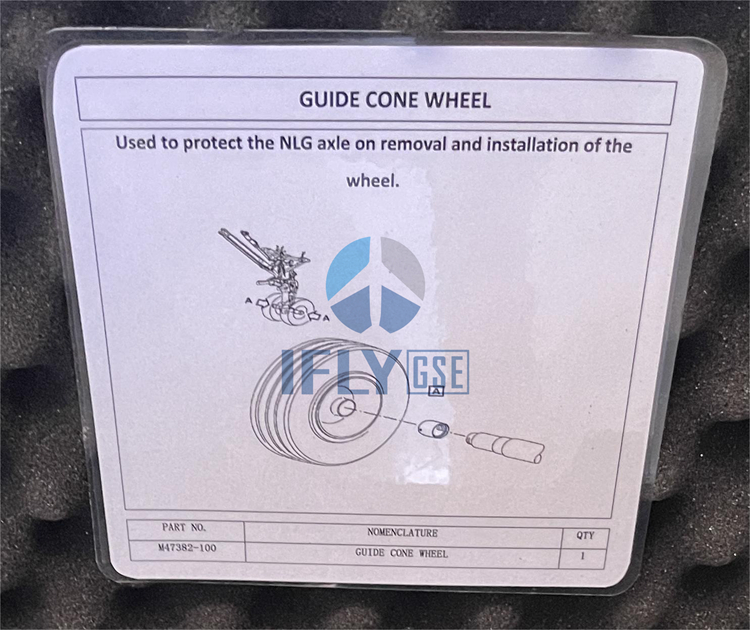 GUIDE CONE WHEEL
Used to protect the NLG axle on removal and installation of the
wheel.
A
A
IFLY GSE
A
PART NO. NOMENCLATURE QTY
M47382-100 GUIDE CONE WHEEL 1